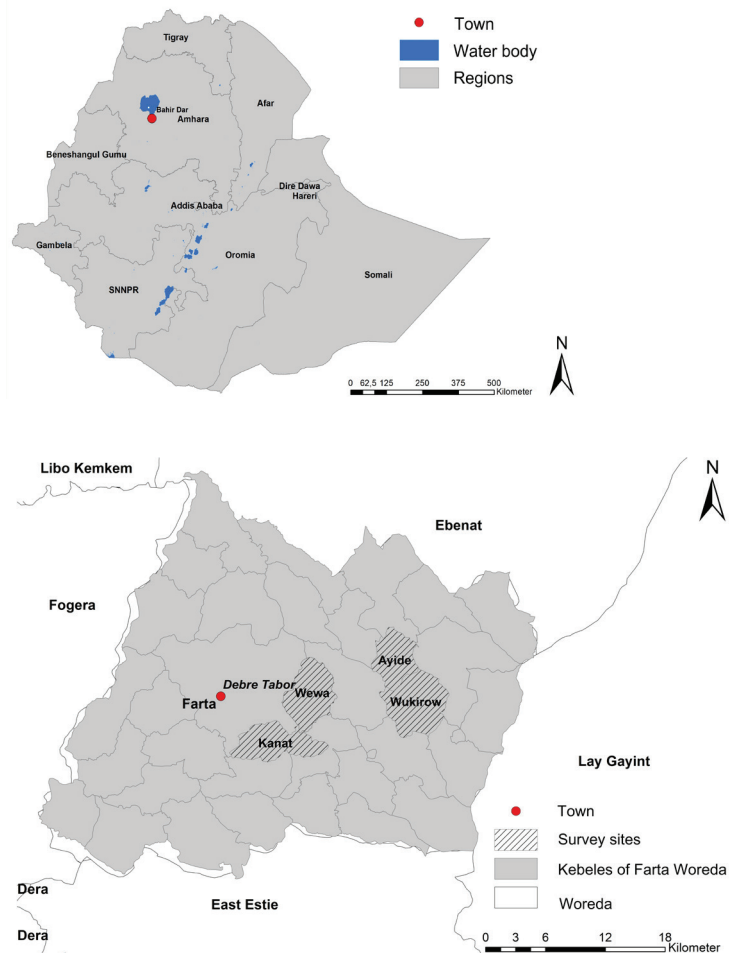 Town
Water body
Regions
Tigray
Bahir Dar
Amhara
Afar
Beneshangul Gumu
Dire Dawa
Hareri
Addis Ababa
Gambela
Oromia
SNNPR
Somali
N
0 62,5 125 250 375 500
Kilometer
Libo Kemkem
N
Ebenat
Fogera
Ayide
Debre Tabor
Wewa
Farta
Wukirow
Kanat
Lay Gayint
Town
Survey sites
Kebeles of Farta Woreda
Woreda
Dera
East Estie
Dera
0 3 6 12 18
Kilometer